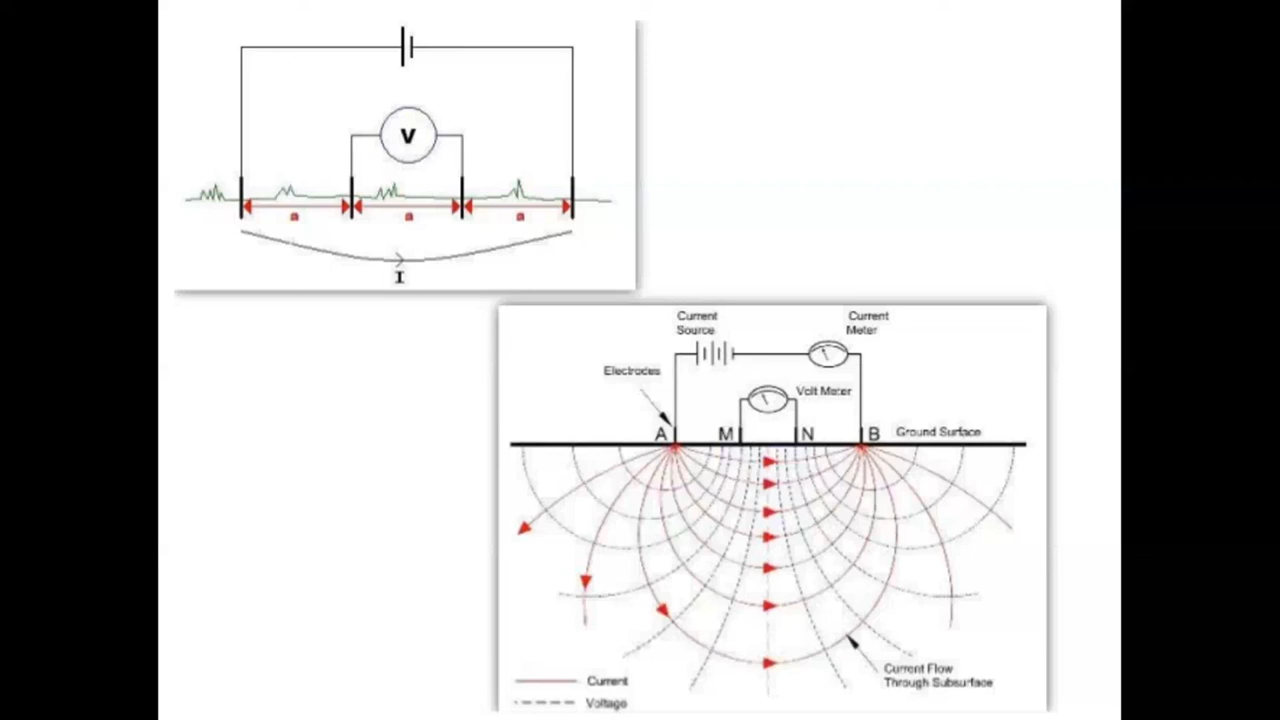 V
a a a
I
Current Source
Current Meter
Electrodes
Volt Meter
A M N B Ground Surface
Current Flow
Through Subsurface
Current
Voltage